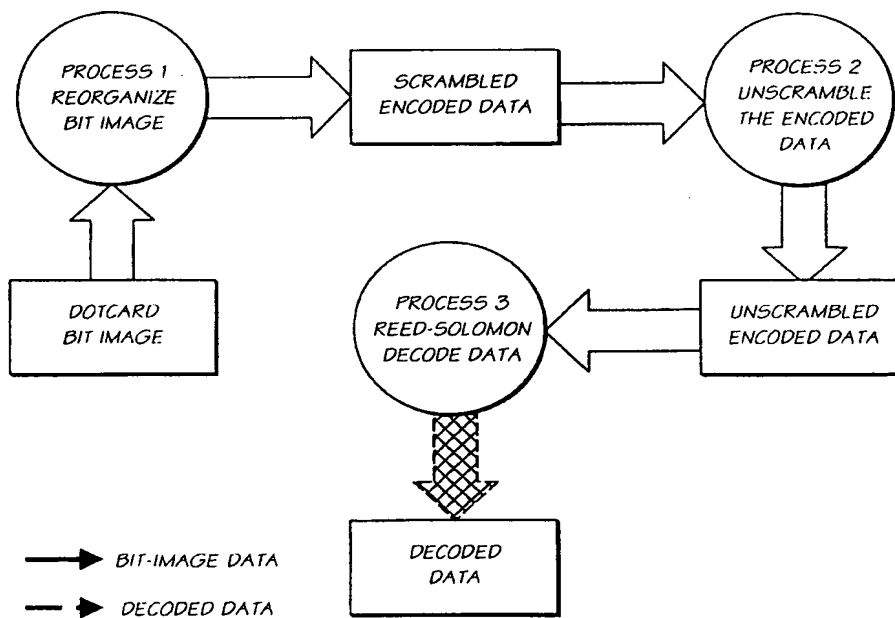 PROCESS 1
REORGANIZE
BIT IMAGE
SCRAMBLED
ENCODED DATA
PROCESS 2
UNSCRAMBLE
THE ENCODED
DATA
DOTCARD
BIT IMAGE
PROCESS 3
REED-SOLOMON
DECODE DATA
UNSCRAMBLED
ENCODED DATA
DECODED
DATA
BIT-IMAGE DATA
DECODED DATA